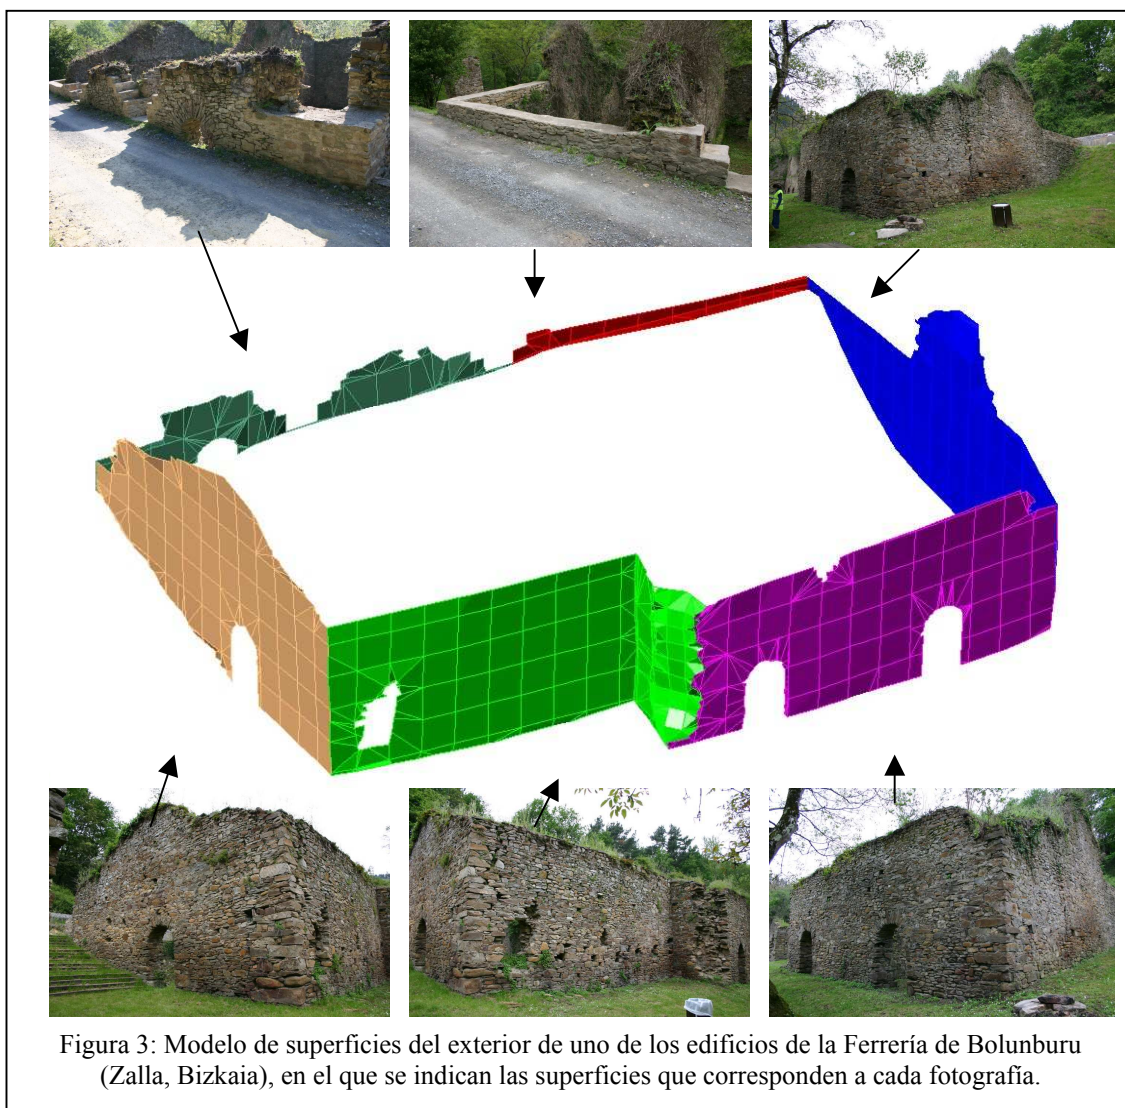 Figura 3: Modelo de superficies del exterior de uno de los edificios de la Ferrería de Bolunburu
(Zalla, Bizkaia), en el que se indican las superficies que corresponden a cada fotografía.